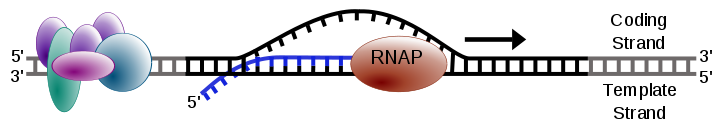 Coding
Strand
5' RNAP 3'
3' 5'
Template
Strand
5'